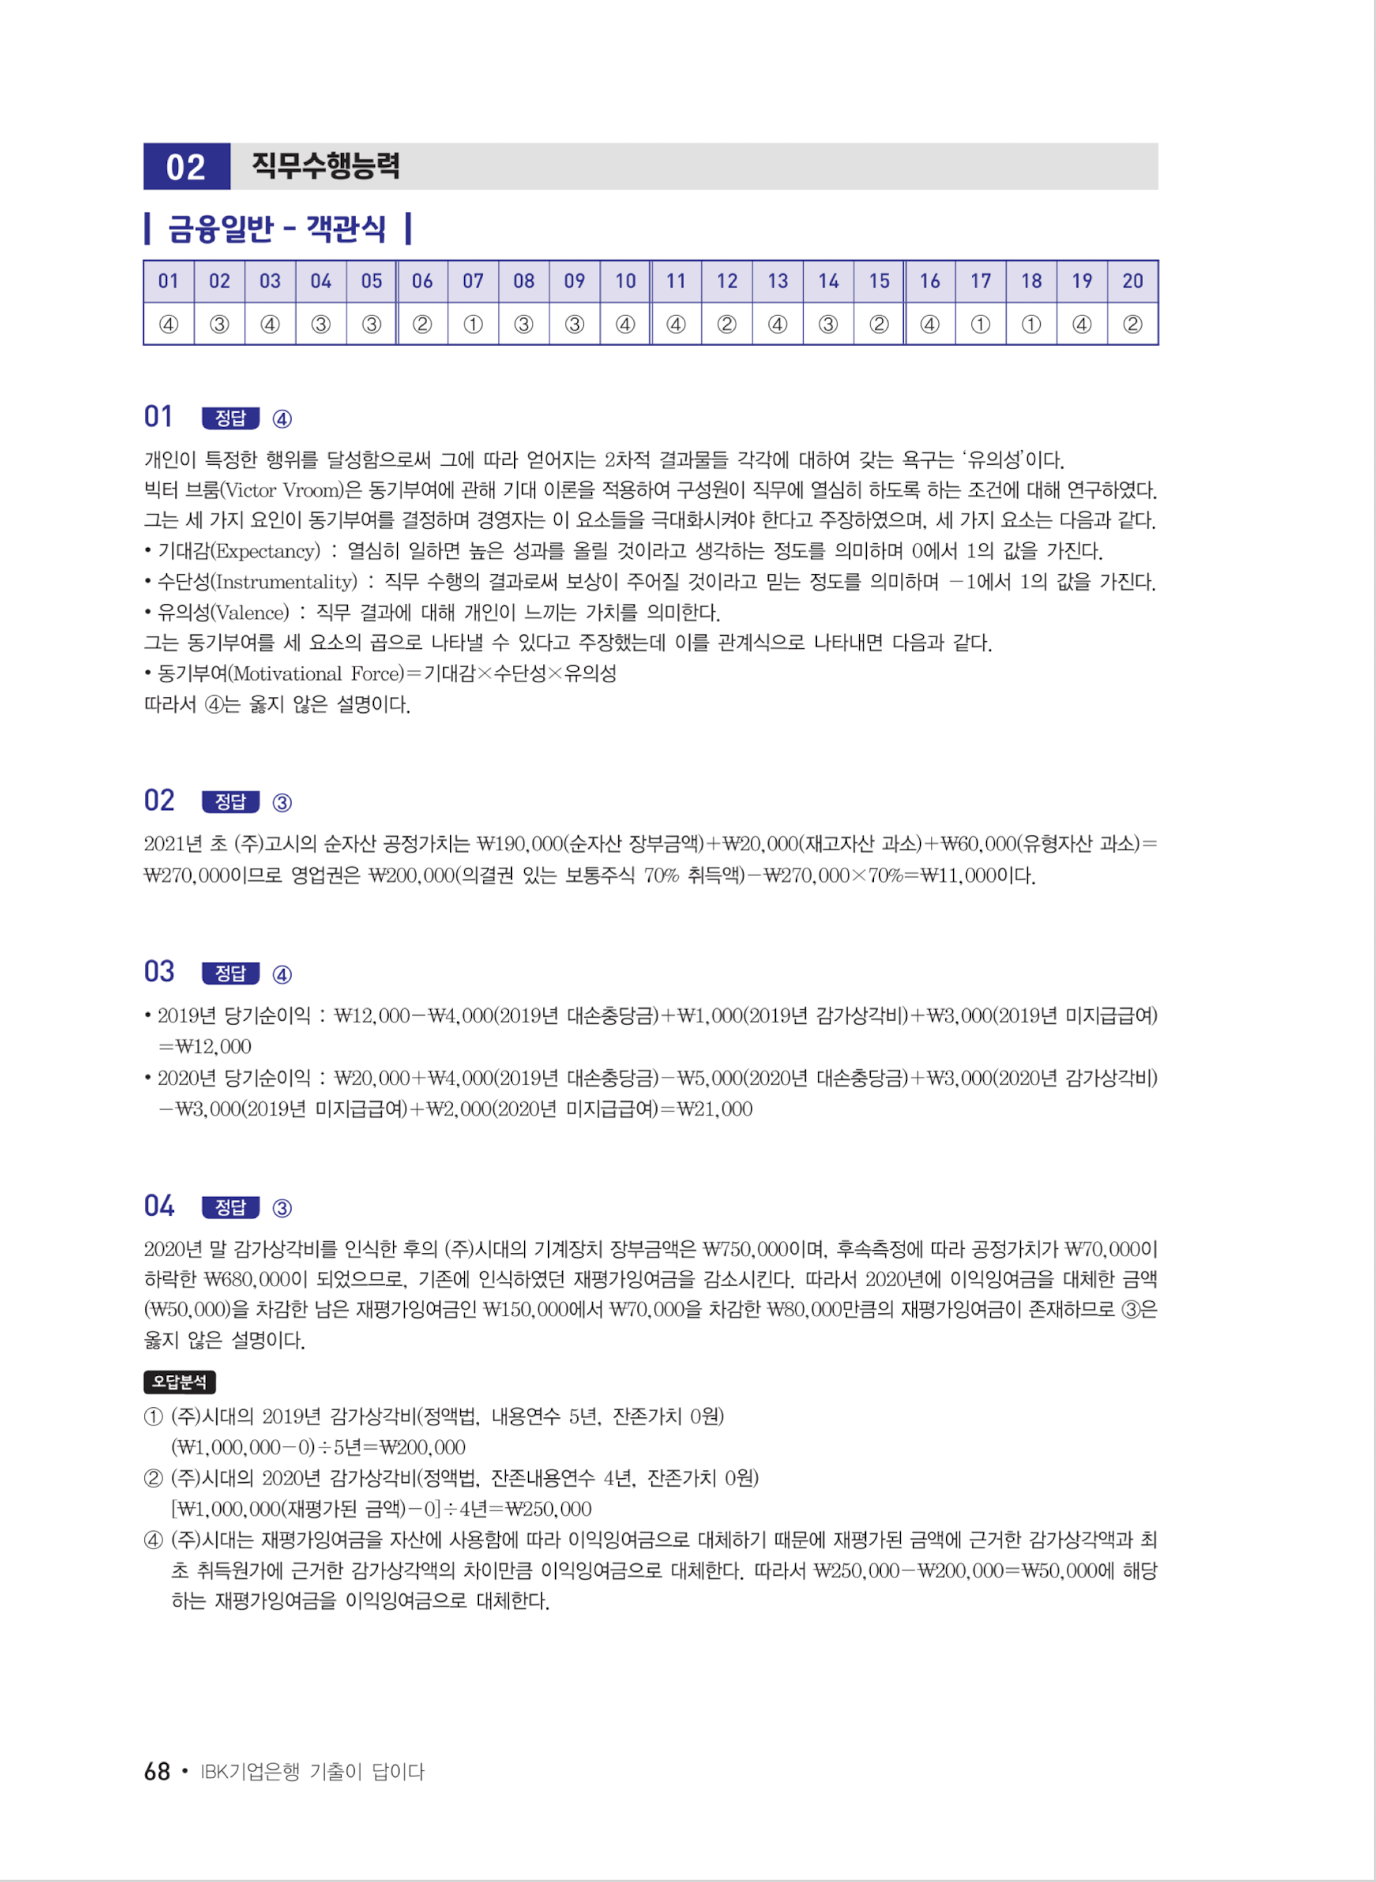 02 직무수행능력
금융일반 - 객관식
01 02 03 04 05 06 07 08 09 10 11 12 13 14 15 16 17 18 19 20
④ ③ ④ ③ ③ ② ① ③ ③ ④ ④ ② ④ ③ ② ④ ① ① ④ ②
01 정답 ④
개인이 특정한 행위를 달성함으로써 그에 따라 얻어지는 2차적 결과물들 각각에 대하여 갖는 욕구는 ‘유의성’이다.
빅터 브룸(Victor Vroom)은 동기부여에 관해 기대 이론을 적용하여 구성원이 직무에 열심히 하도록 하는 조건에 대해 연구하였다.
그는 세 가지 요인이 동기부여를 결정하며 경영자는 이 요소들을 극대화시켜야 한다고 주장하였으며, 세 가지 요소는 다음과 같다.
• 기대감(Expectancy) : 열심히 일하면 높은 성과를 올릴 것이라고 생각하는 정도를 의미하며 0에서 1의 값을 가진다.
• 수단성(Instrumentality) : 직무 수행의 결과로써 보상이 주어질 것이라고 믿는 정도를 의미하며 −1에서 1의 값을 가진다.
• 유의성(Valence) : 직무 결과에 대해 개인이 느끼는 가치를 의미한다.
그는 동기부여를 세 요소의 곱으로 나타낼 수 있다고 주장했는데 이를 관계식으로 나타내면 다음과 같다.
• 동기부여(Motivational Force)=기대감×수단성×유의성
따라서 ④는 옳지 않은 설명이다.
02 정답 ③
2021년 초 (주)고시의 순자산 공정가치는 ₩190,000(순자산 장부금액)+₩20,000(재고자산 과소)+₩60,000(유형자산 과소)=
₩270,000이므로 영업권은 ₩200,000(의결권 있는 보통주식 70% 취득액)−₩270,000×70%=₩11,000이다.
03 정답 ④
• 2019년 당기순이익 : ₩12,000−₩4,000(2019년 대손충당금)+₩1,000(2019년 감가상각비)+₩3,000(2019년 미지급급여)
=₩12,000
• 2020년 당기순이익 : ₩20,000+₩4,000(2019년 대손충당금)−₩5,000(2020년 대손충당금)+₩3,000(2020년 감가상각비)
−₩3,000(2019년 미지급급여)+₩2,000(2020년 미지급급여)=₩21,000
04 정답 ③
2020년 말 감가상각비를 인식한 후의 (주)시대의 기계장치 장부금액은 ₩750,000이며, 후속측정에 따라 공정가치가 ₩70,000이
하락한 ₩680,000이 되었으므로, 기존에 인식하였던 재평가잉여금을 감소시킨다. 따라서 2020년에 이익잉여금을 대체한 금액
(₩50,000)을 차감한 남은 재평가잉여금인 ₩150,000에서 ₩70,000을 차감한 ₩80,000만큼의 재평가잉여금이 존재하므로 ③은
옳지 않은 설명이다.
오답분석
① (주)시대의 2019년 감가상각비(정액법, 내용연수 5년, 잔존가치 0원)
(₩1,000,000−0)÷5년=₩200,000
② (주)시대의 2020년 감가상각비(정액법, 잔존내용연수 4년, 잔존가치 0원)
[₩1,000,000(재평가된 금액)−0]÷4년=₩250,000
④ (주)시대는 재평가잉여금을 자산에 사용함에 따라 이익잉여금으로 대체하기 때문에 재평가된 금액에 근거한 감가상각액과 최
초 취득원가에 근거한 감가상각액의 차이만큼 이익잉여금으로 대체한다. 따라서 ₩250,000−₩200,000=₩50,000에 해당
하는 재평가잉여금을 이익잉여금으로 대체한다.
68 • IBK기업은행 기출이 답이다